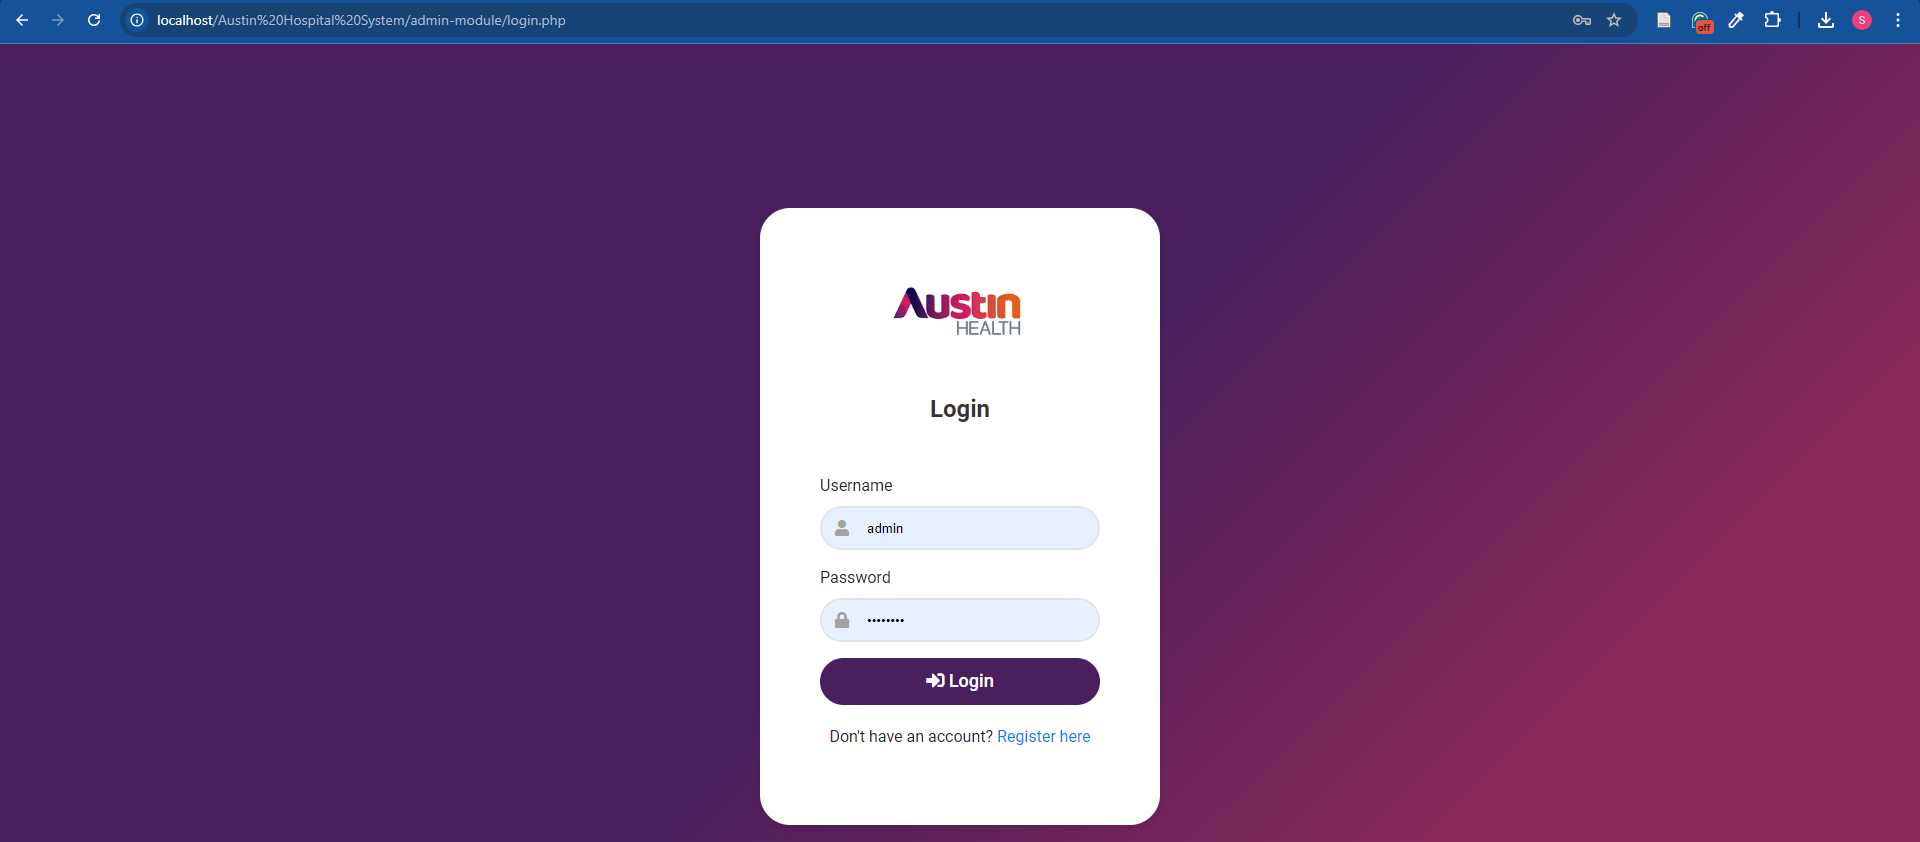 localhost/Austin%20Hospital%20System/admin-module/login.php
off
S
Austin
HEALTH
Login
Username
admin
Password
••••••••
Login
Don't have an account? Register here